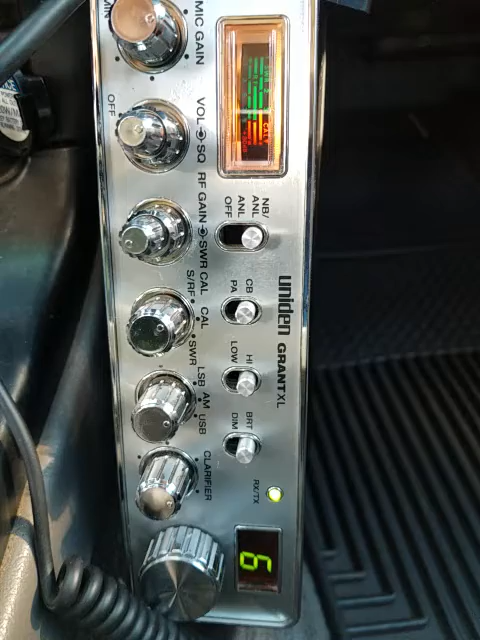 MIC GAIN
MIN
VOL SQ
OFF
RF GAIN SWR CAL
S/RF CAL SWR
LSB AM USB
CLARIFIER
NB/ANL
ANL
OFF
CB
PA
HI
LOW
BRT
DIM
uniden GRANT XL
RX/TX
6